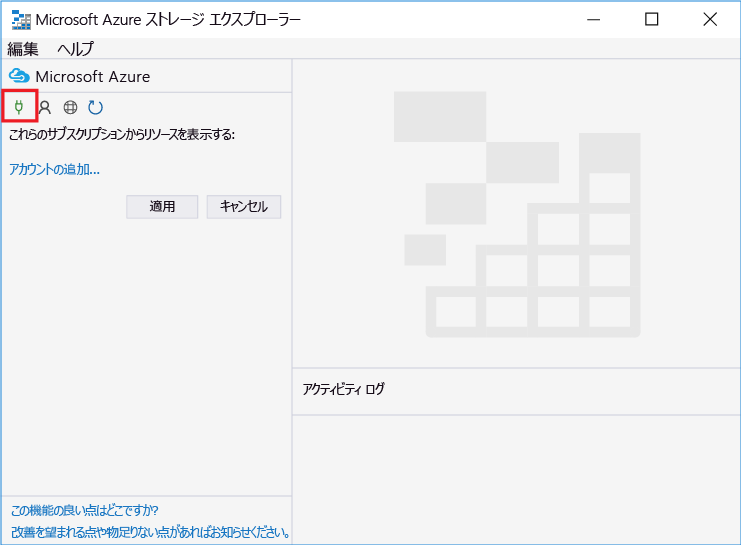 Microsoft Azure ストレージ エクスプローラー
編集 ヘルプ
Microsoft Azure
これらのサブスクリプションからリソースを表示する:
アカウントの追加...
適用 キャンセル
アクティビティ ログ
この機能の良い点はどこですか?
改善を望まれる点や物足りない点があればお知らせください。